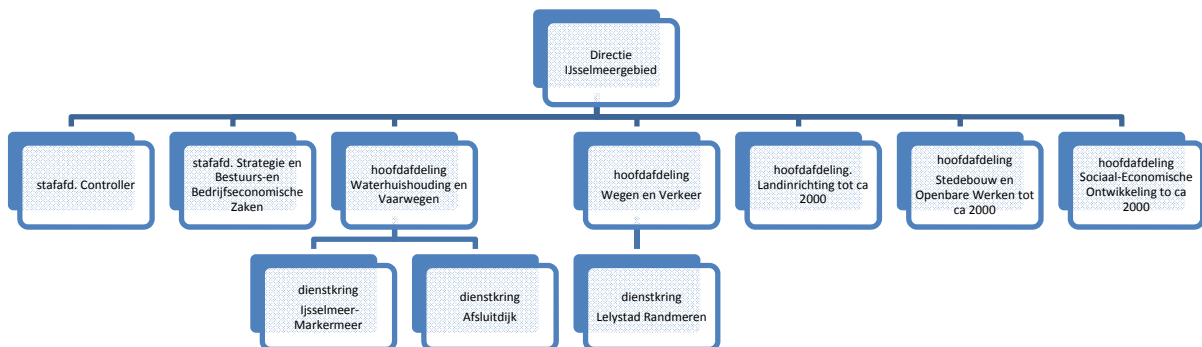 Directie
IJsselmeergebied
stafafd. Controller
stafafd. Strategie en
Bestuurs-en
Bedrijfseconomische
Zaken
hoofdafdeling
Waterhuishouding en
Vaarwegen
hoofdafdeling
Wegen en Verkeer
hoofdafdeling.
Landinrichting tot ca
2000
hoofdafdeling
Stedebouw en
Openbare Werken tot
ca 2000
hoofdafdeling
Sociaal-Economische
Ontwikkeling to ca
2000
dienstkring
Ijsselmeer-
Markermeer
dienstkring
Afsluitdijk
dienstkring
Lelystad Randmeren